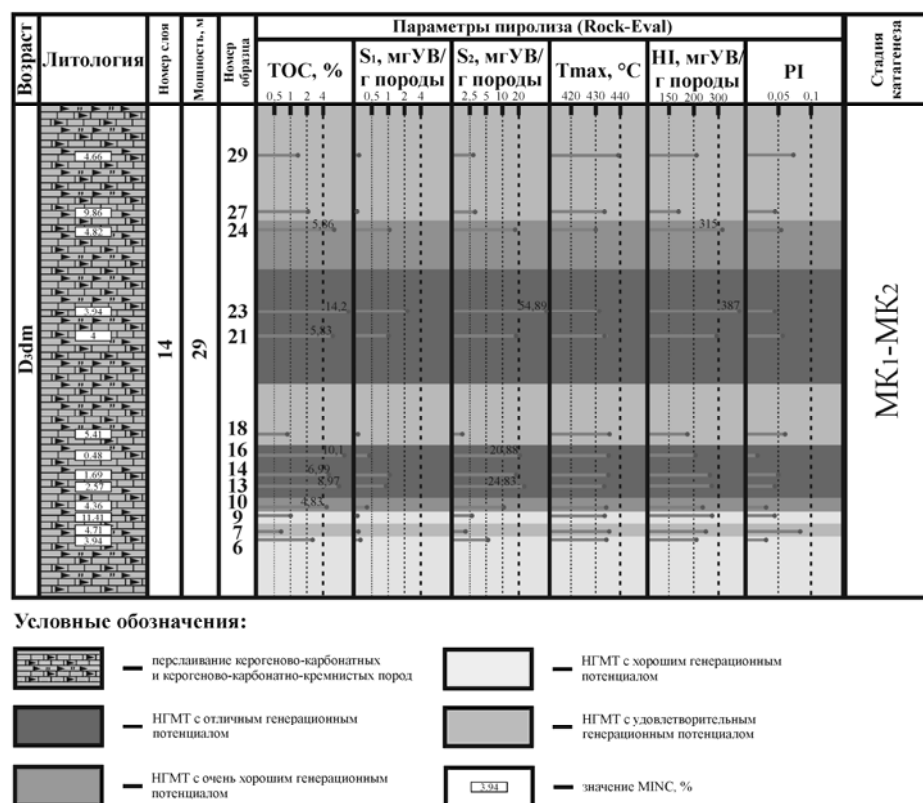 Возраст
Литология
Номер слоя
Мощность, м
Номер образца
Параметры пиролиза (Rock-Eval)
TOC, %
S₁, мгУВ/
г породы
S₂, мгУВ/
г породы
Tmax, °C
HI, мгУВ/
г породы
PI
Стадия катагенеза
0,5 1 2 4
0,5 1 2 4
2,5 5 10 20
420 430 440
150 200 300
0,05 0,1
D₃dm
14
29
МК₁-МК₂
4.66 29
9.86 27
4.82 24 5,86 315
3.94 23 14,2 54,89 387
4 21 5,83
5.41 18
0.48 16 10,1 20,88
1.69 14 6,99
2.57 13 8,97 24,83
4.36 10 4,83
11.41 9
4.71 7
3.94 6
Условные обозначения:
переслаивание керогеново-карбонатных
и керогеново-карбонатно-кремнистых пород
НГМТ с отличным генерационным
потенциалом
НГМТ с очень хорошим генерационным
потенциалом
НГМТ с хорошим генерационным
потенциалом
НГМТ с удовлетворительным
генерационным потенциалом
3.94
значение MINC, %